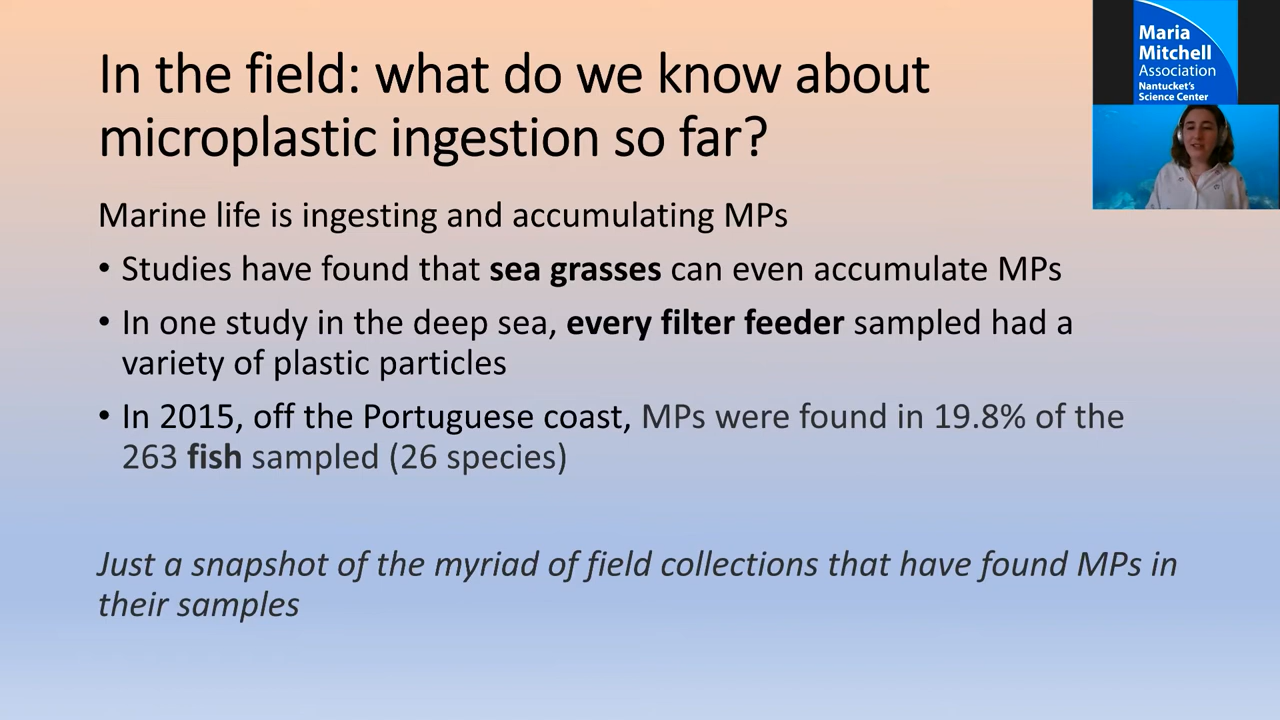 In the field: what do we know about
microplastic ingestion so far?
Marine life is ingesting and accumulating MPs
• Studies have found that sea grasses can even accumulate MPs
• In one study in the deep sea, every filter feeder sampled had a
variety of plastic particles
• In 2015, off the Portuguese coast, MPs were found in 19.8% of the
263 fish sampled (26 species)
Just a snapshot of the myriad of field collections that have found MPs in
their samples
Maria
Mitchell
Association
Nantucket's
Science Center